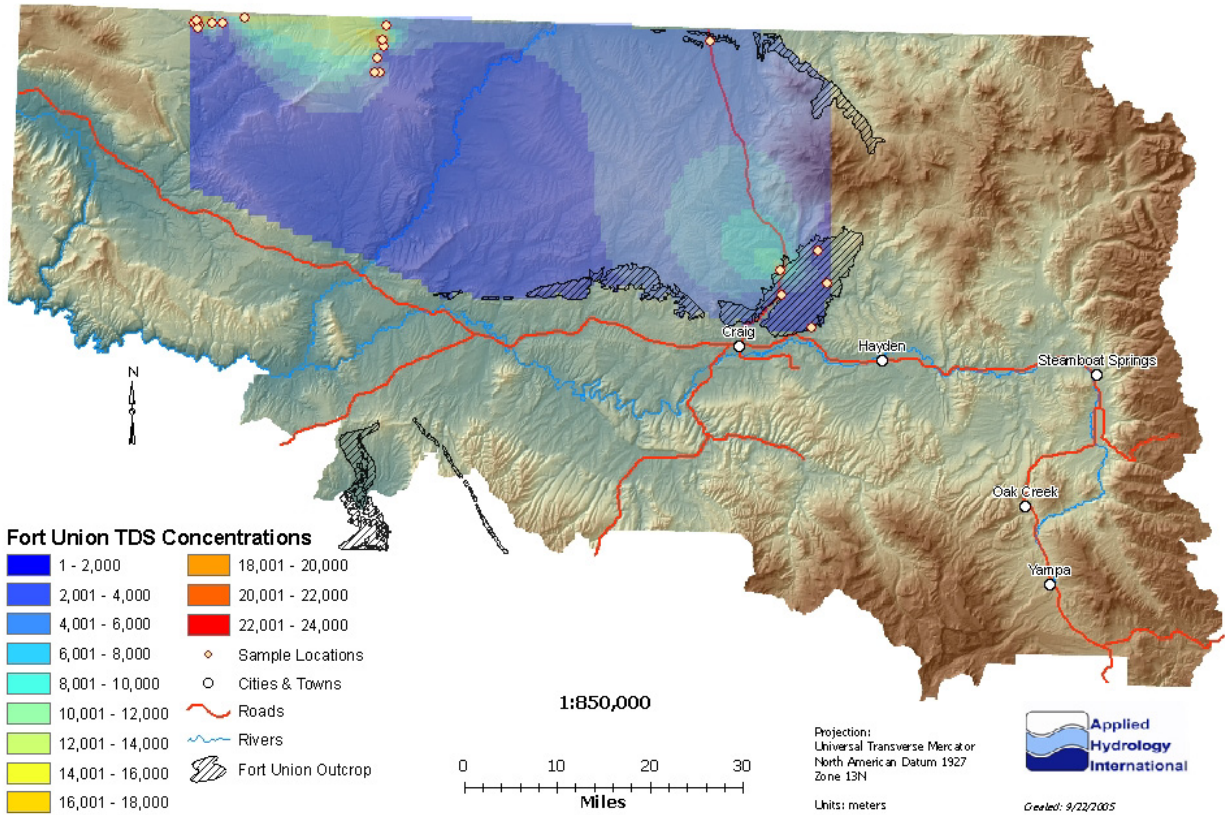 Craig
Hayden
Steamboat Springs
N
Oak Creek
Yampa
Fort Union TDS Concentrations
1 - 2,000
2,001 - 4,000
4,001 - 6,000
6,001 - 8,000
8,001 - 10,000
10,001 - 12,000
12,001 - 14,000
14,001 - 16,000
16,001 - 18,000
18,001 - 20,000
20,001 - 22,000
22,001 - 24,000
Sample Locations
Cities & Towns
Roads
Rivers
Fort Union Outcrop
1:850,000
0 10 20 30
Miles
Projection:
Universal Transverse Mercator
North American Datum 1927
Zone 13N
Units: meters
Applied
Hydrology
International
Created: 9/22/2005